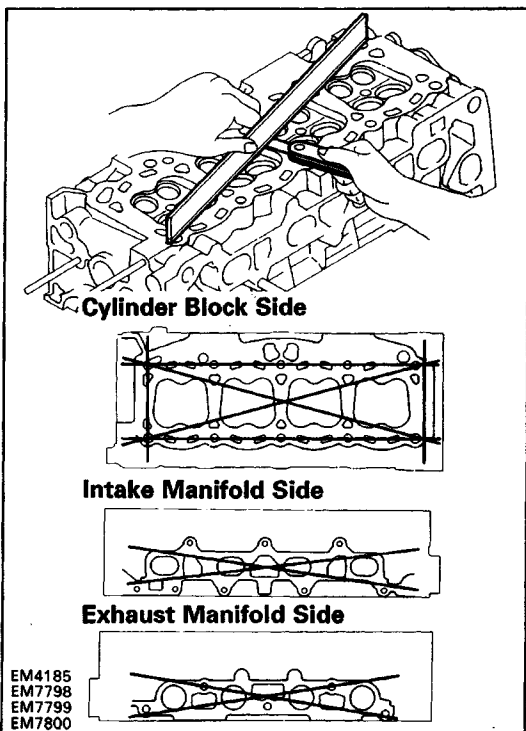 Cylinder Block Side
Intake Manifold Side
Exhaust Manifold Side
EM4185
EM7798
EM7799
EM7800